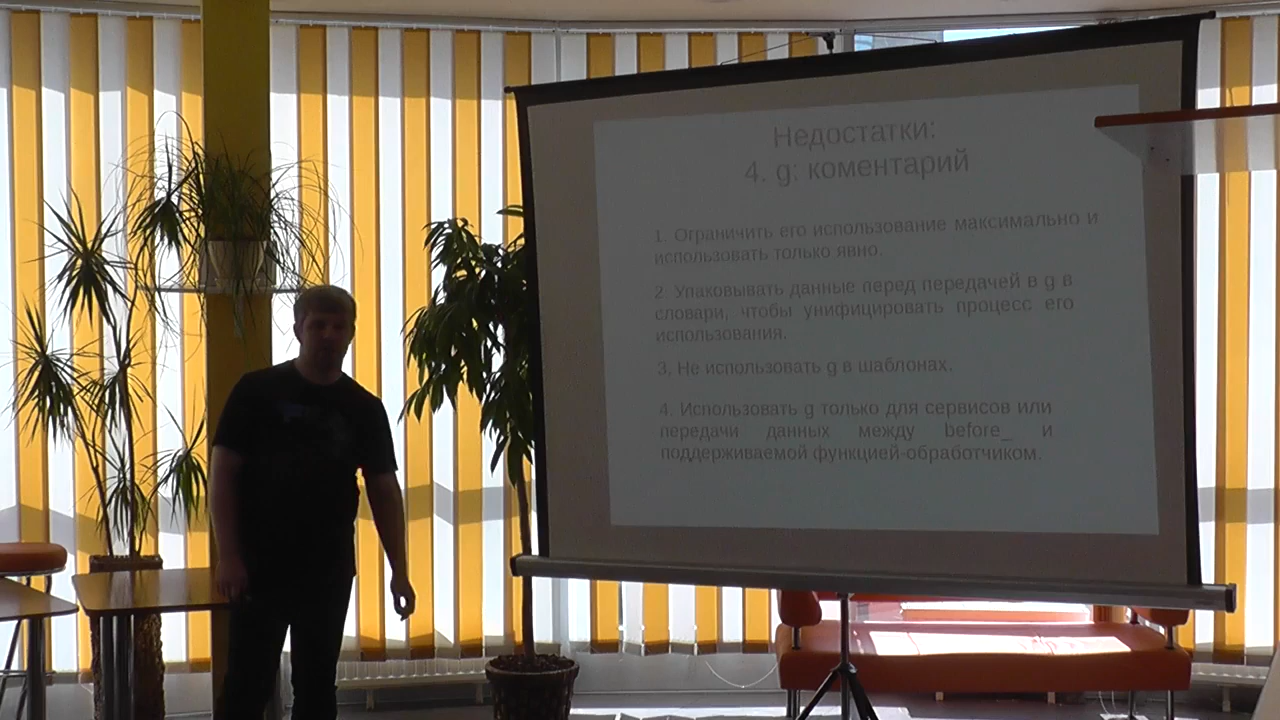 Недостатки:
4. g: коментарий
1. Ограничить его использование максимально и
использовать только явно.
2. Упаковывать данные перед передачей в g в
словари, чтобы унифицировать процесс его
использования.
3. Не использовать g в шаблонах.
4. Использовать g только для сервисов или
передачи данных между before_ и
поддерживаемой функцией-обработчиком.